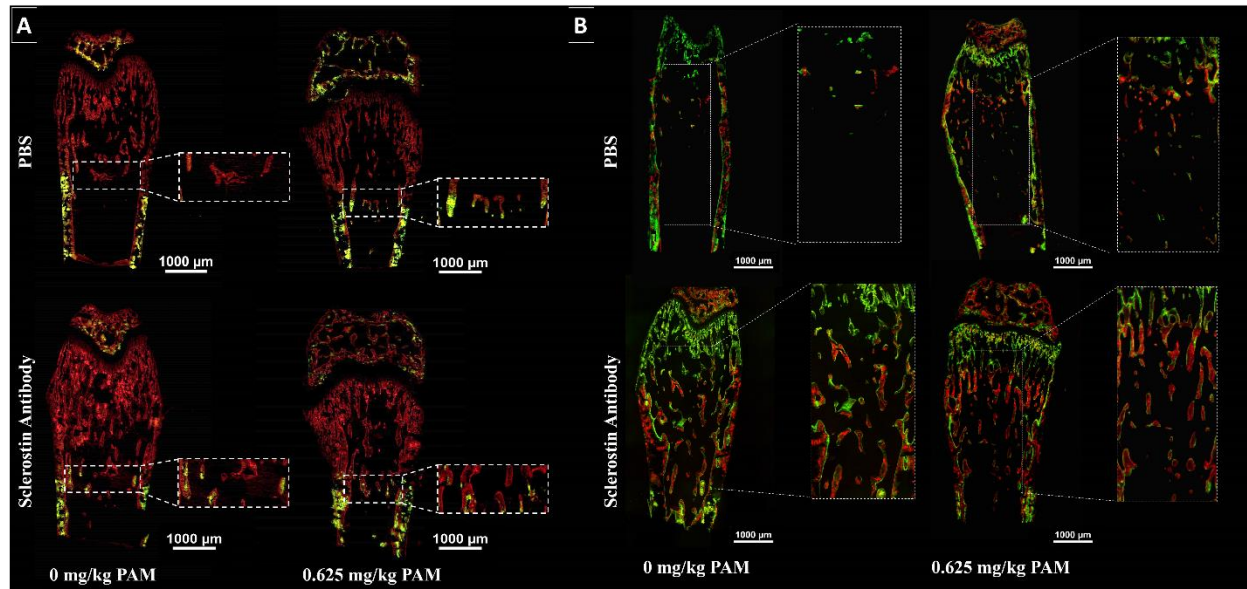 A
B
PBS
1000 µm
1000 µm
1000 µm
1000 µm
Sclerostin Antibody
Sclerostin Antibody
1000 µm
1000 µm
1000 µm
1000 µm
0 mg/kg PAM
0.625 mg/kg PAM
0 mg/kg PAM
0.625 mg/kg PAM
PBS